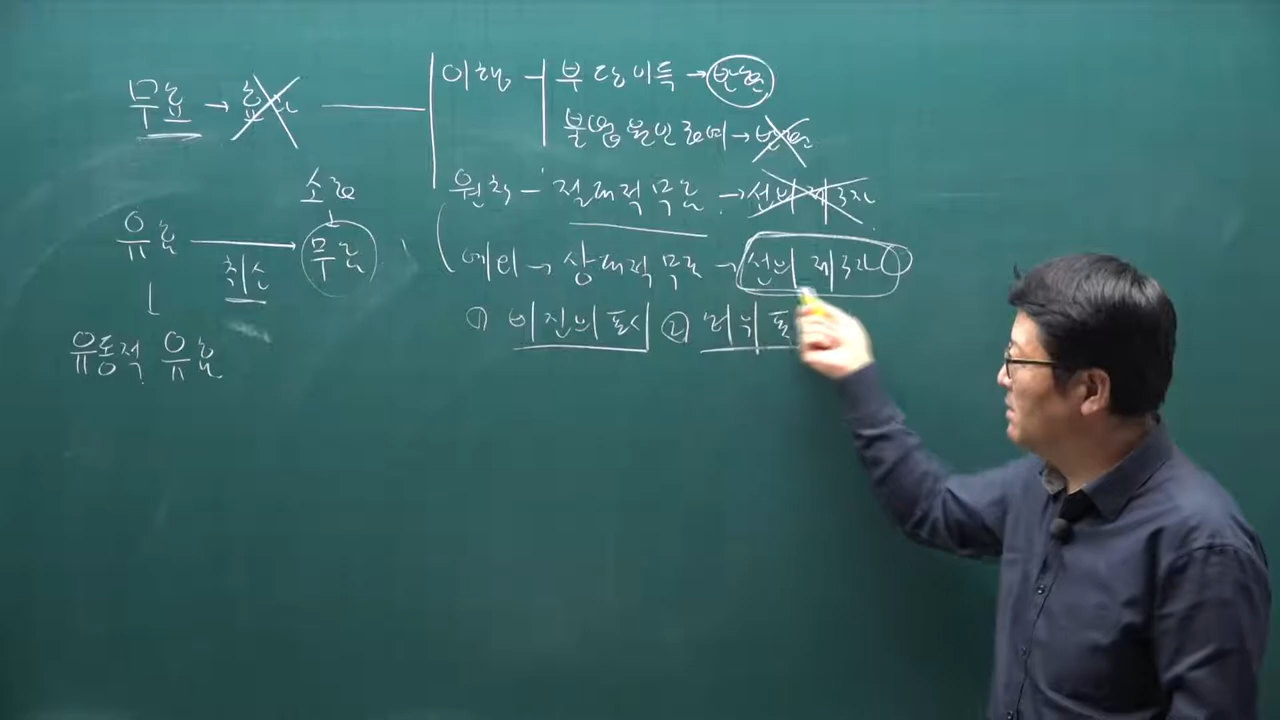 무효 → 효과
이행 부당이득 → 반환
불법원인급여 → 반환
원칙 - 절대적 무효 → 선의 제3자
예외 → 상대적 무효 → 선의 제3자
① 비진의 표시 ② 허위 표
소급
유효 → 무효
취소
유동적 유효